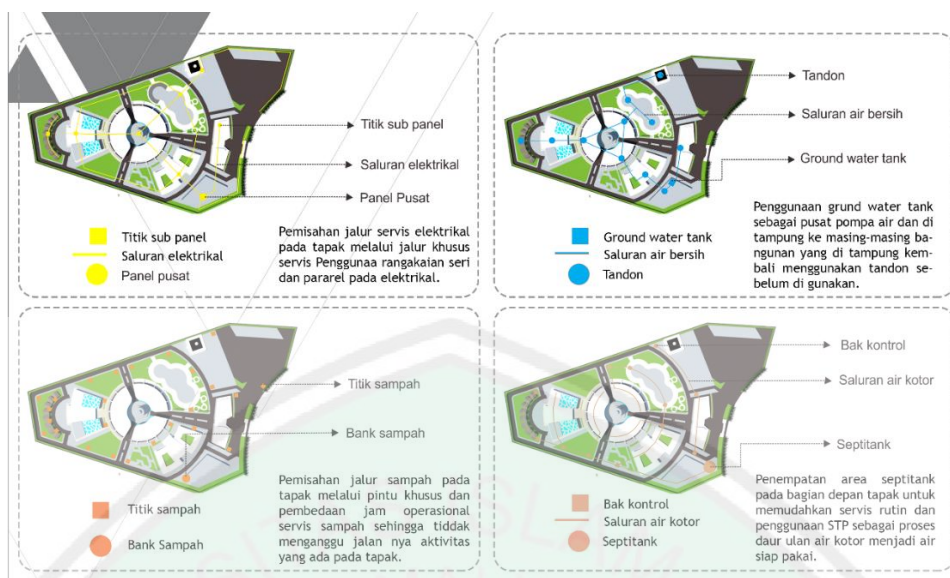 Titik sub panel
Saluran elektrikal
Panel Pusat
Titik sub panel
Saluran elektrikal
Panel pusat
Pemisahan jalur servis elektrikal
pada tapak melalui jalur khusus
servis Penggunaa rangakaian seri
dan pararel pada elektrikal.
Tandon
Saluran air bersih
Ground water tank
Ground water tank
Saluran air bersih
Tandon
Penggunaan grund water tank
sebagai pusat pompa air dan di
tampung ke masing-masing ba-
ngunan yang di tampung kem-
bali menggunakan tandon se-
belum di gunakan.
Titik sampah
Bank sampah
Titik sampah
Bank Sampah
Pemisahan jalur sampah pada
tapak melalui pintu khusus dan
pembedaan jam operasional
servis sampah sehingga tiddak
menganggu jalan nya aktivitas
yang ada pada tapak.
Bak kontrol
Saluran air kotor
Septitank
Bak kontrol
Saluran air kotor
Septitank
Penempatan area septitank
pada bagian depan tapak untuk
memudahkan servis rutin dan
penggunaan STP sebagai proses
daur ulan air kotor menjadi air
siap pakai.